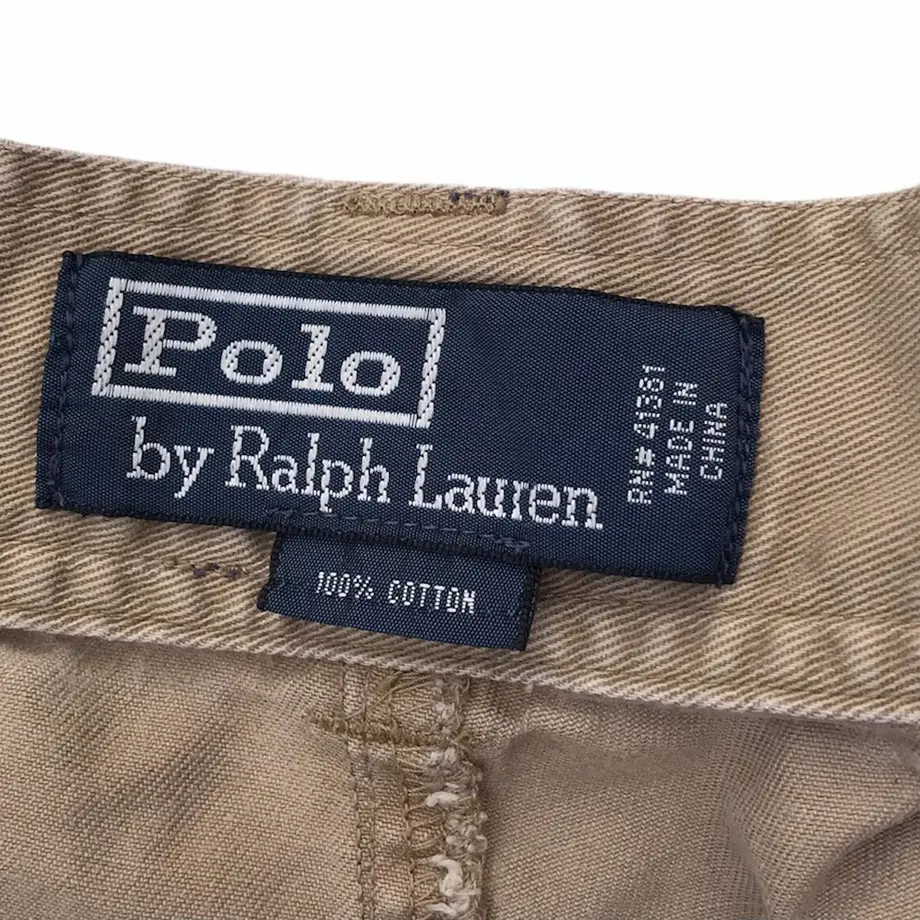 Polo
by Ralph Lauren
RN# 41381
MADE IN
CHINA
100% COTTON